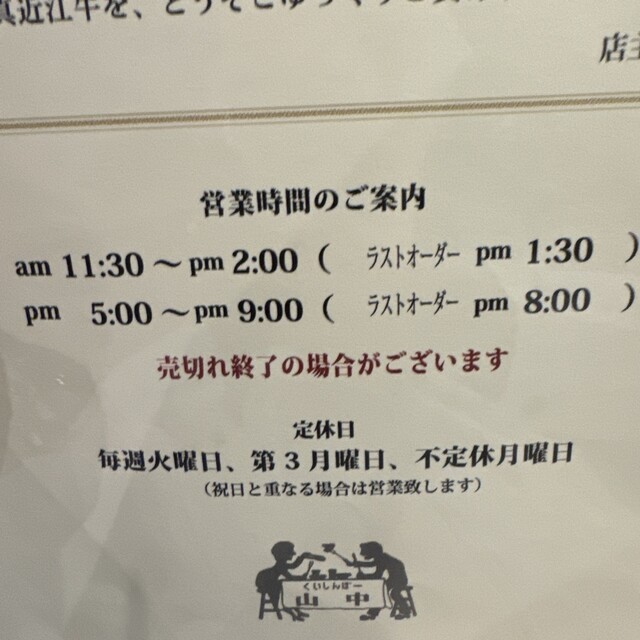 真近江牛を、どうぞごゆっくり
店主
営業時間のご案内
am 11:30 ～ pm 2:00 ( ラストオーダー pm 1:30 )
pm 5:00 ～ pm 9:00 ( ラストオーダー pm 8:00 )
売切れ終了の場合がございます
定休日
毎週火曜日、第3月曜日、不定休月曜日
（祝日と重なる場合は営業致します）
くいしんぼー
山中